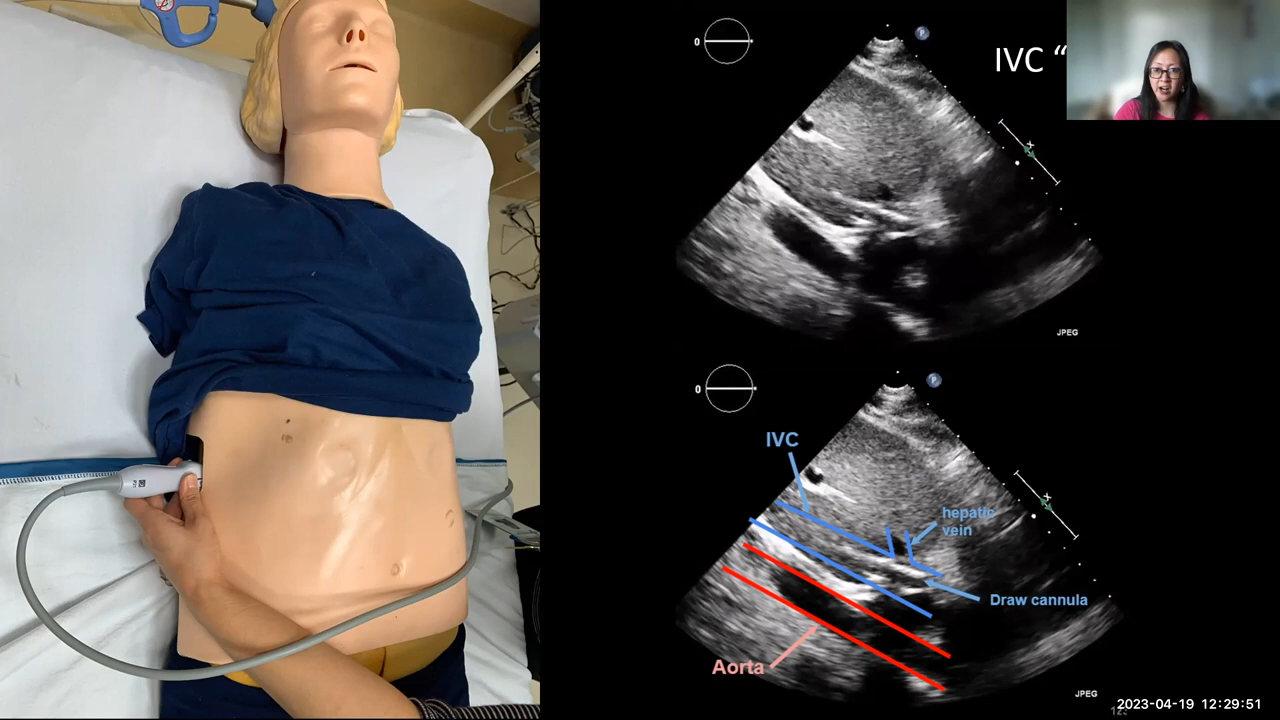 0
P
IVC “
X
JPEG
0
P
IVC
X
hepatic
vein
Draw cannula
Aorta
JPEG
2023-04-19 12:29:51